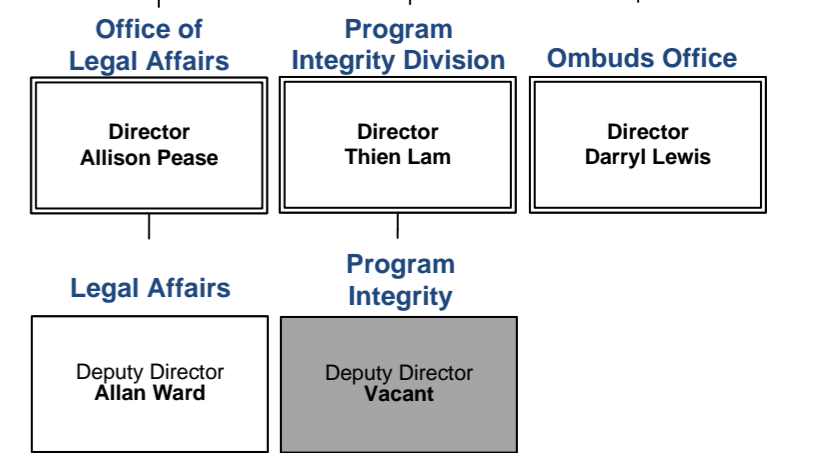 Office of
Legal Affairs
Program
Integrity Division
Ombuds Office
Director
Allison Pease
Director
Thien Lam
Director
Darryl Lewis
Legal Affairs
Program
Integrity
Deputy Director
Allan Ward
Deputy Director
Vacant